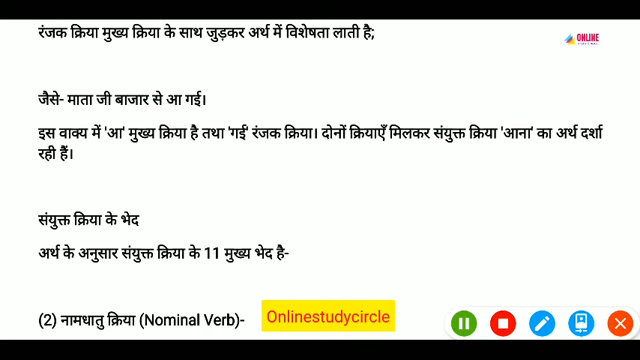 रंजक क्रिया मुख्य क्रिया के साथ जुड़कर अर्थ में विशेषता लाती है;
ONLINE
जैसे- माता जी बाजार से आ गई।
इस वाक्य में 'आ' मुख्य क्रिया है तथा 'गई' रंजक क्रिया। दोनों क्रियाएँ मिलकर संयुक्त क्रिया 'आना' का अर्थ दर्शा
रही हैं।
संयुक्त क्रिया के भेद
अर्थ के अनुसार संयुक्त क्रिया के 11 मुख्य भेद है-
(2) नामधातु क्रिया (Nominal Verb)-
Onlinestudycircle